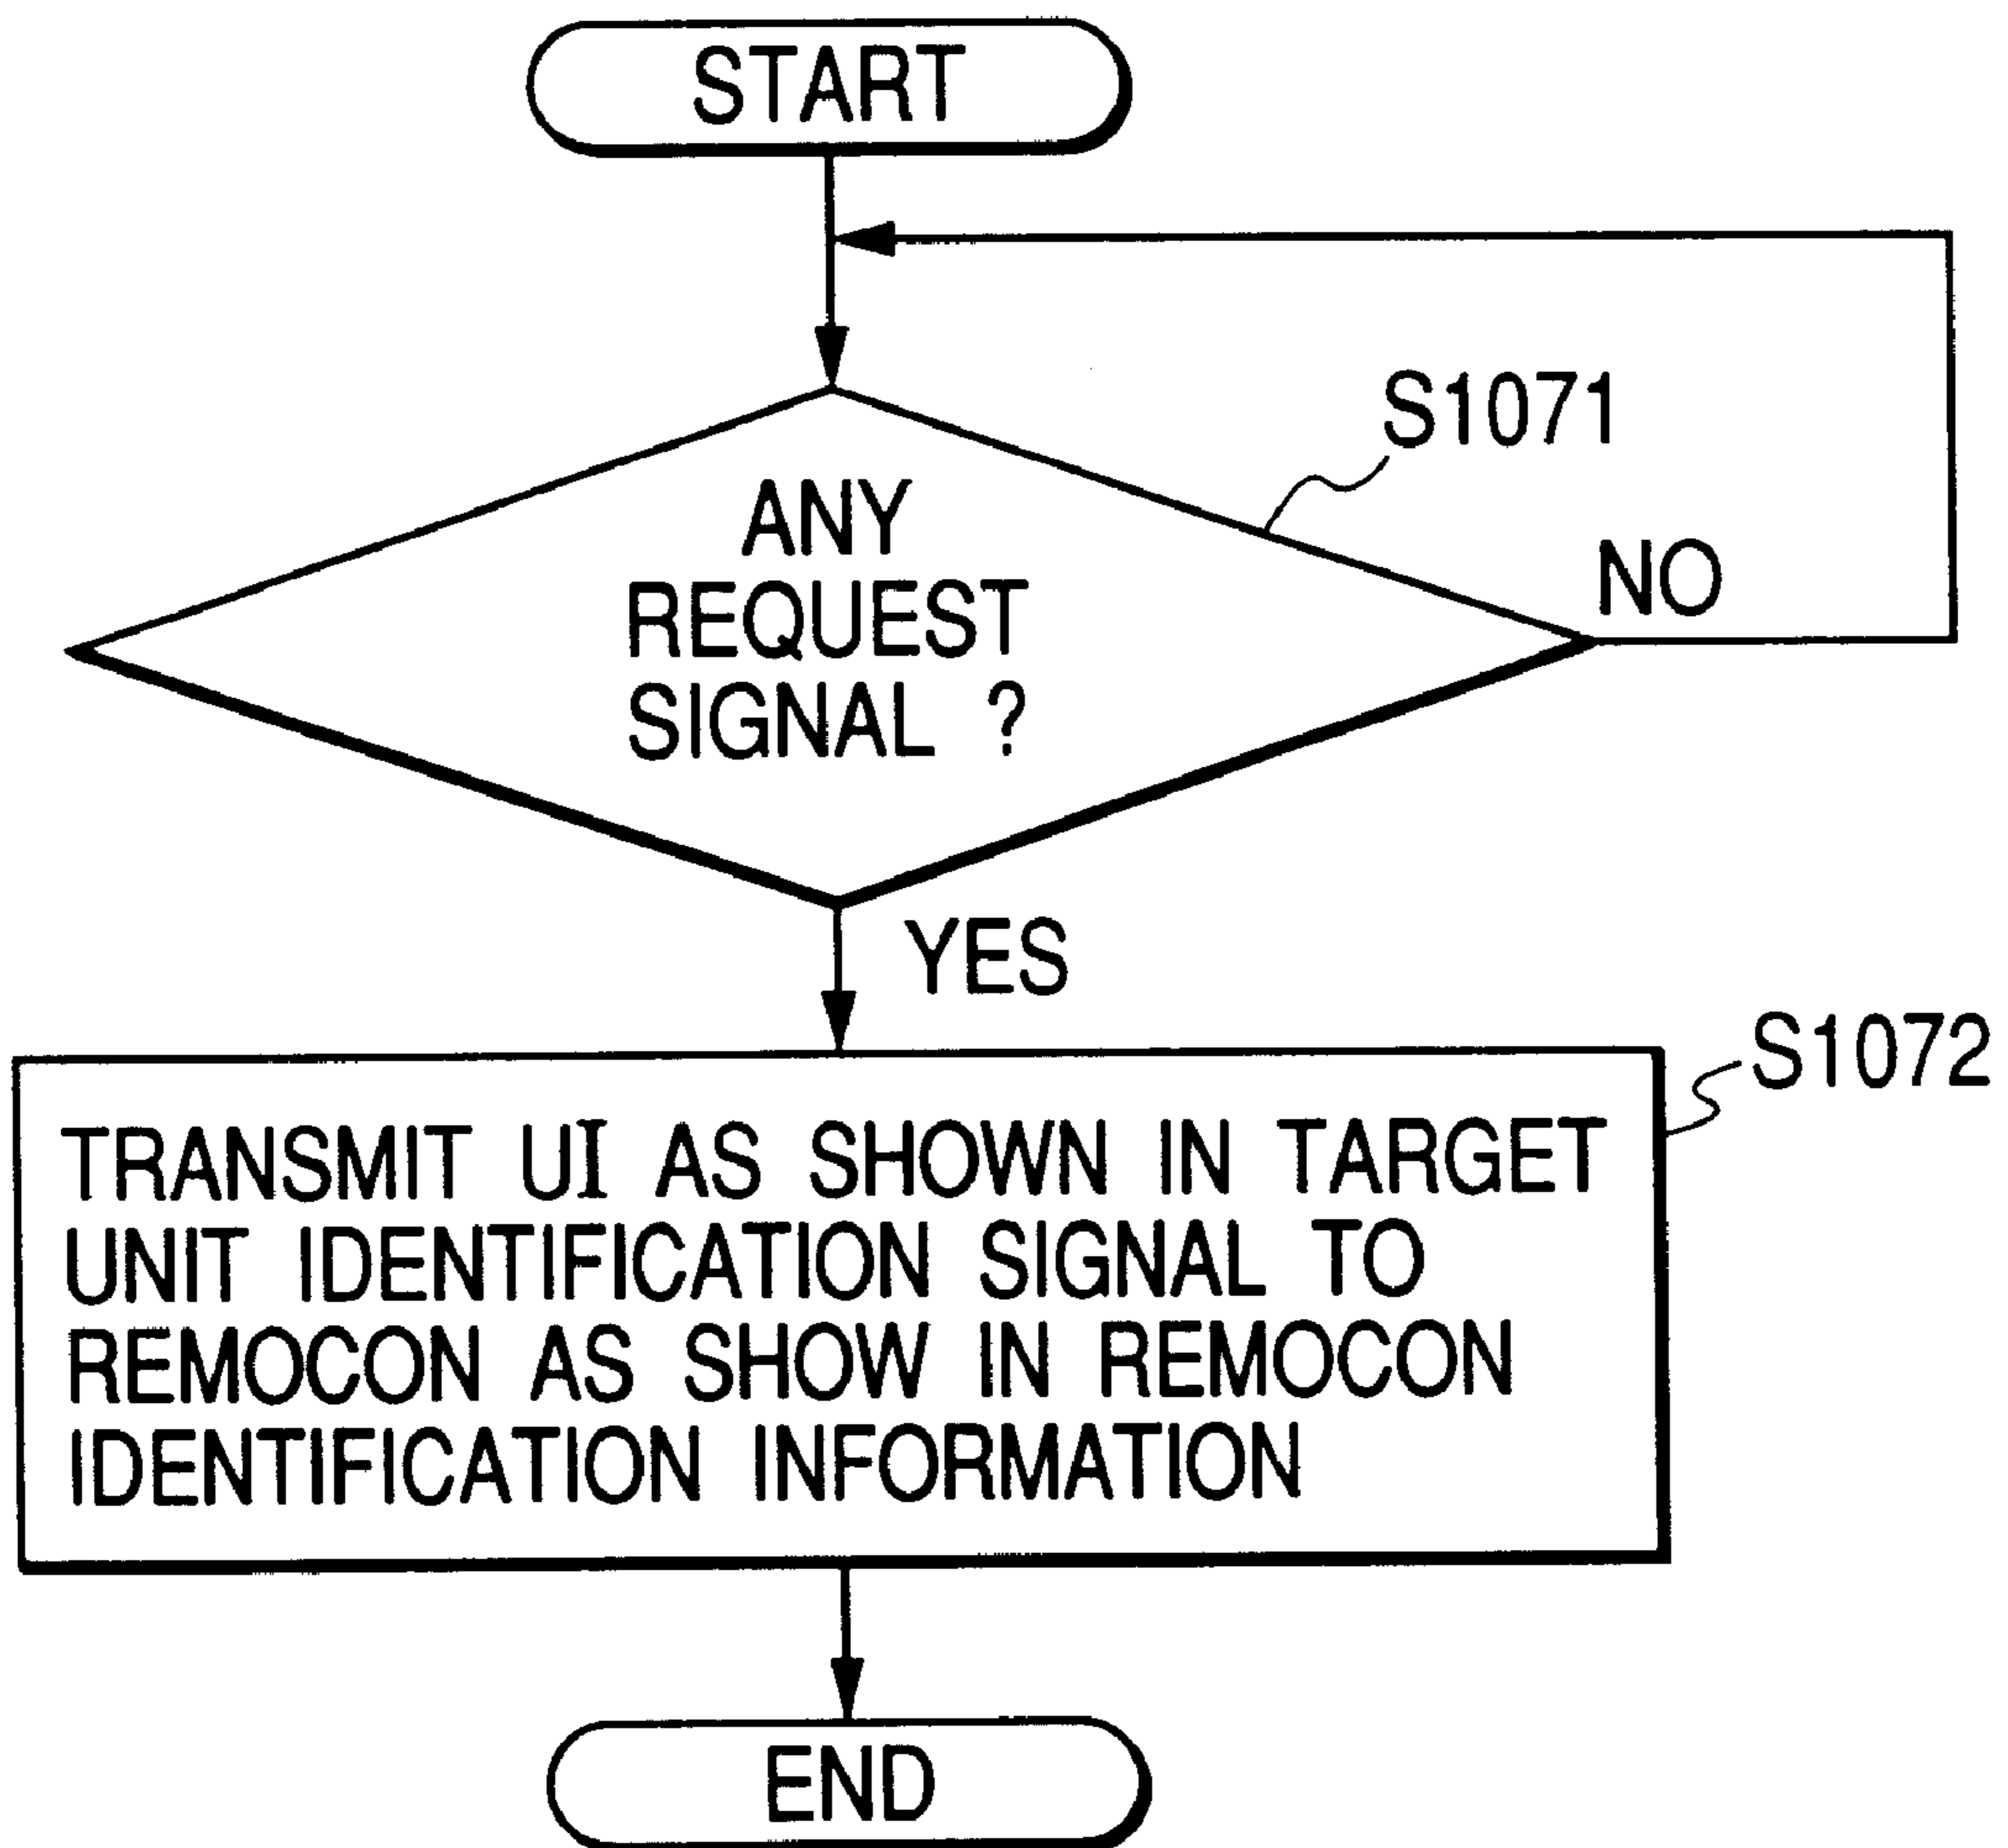 START
S1071
ANY
REQUEST
SIGNAL ?
NO
YES
S1072
TRANSMIT UI AS SHOWN IN TARGET
UNIT IDENTIFICATION SIGNAL TO
REMOCON AS SHOW IN REMOCON
IDENTIFICATION INFORMATION
END